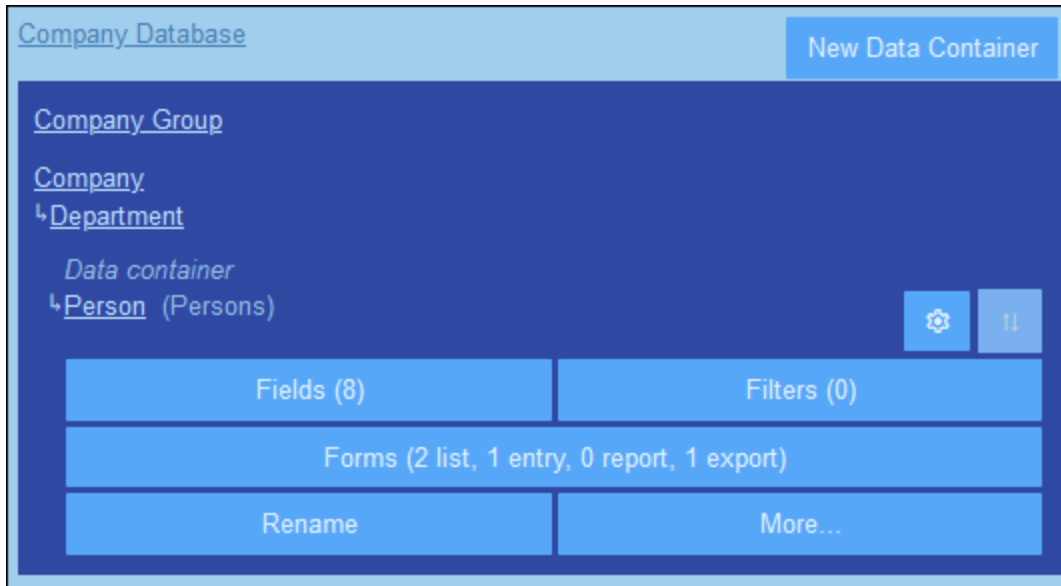 Company Database
New Data Container
Company Group
Company
↳Department
Data container
↳Person (Persons)
Fields (8)
Filters (0)
Forms (2 list, 1 entry, 0 report, 1 export)
Rename
More...